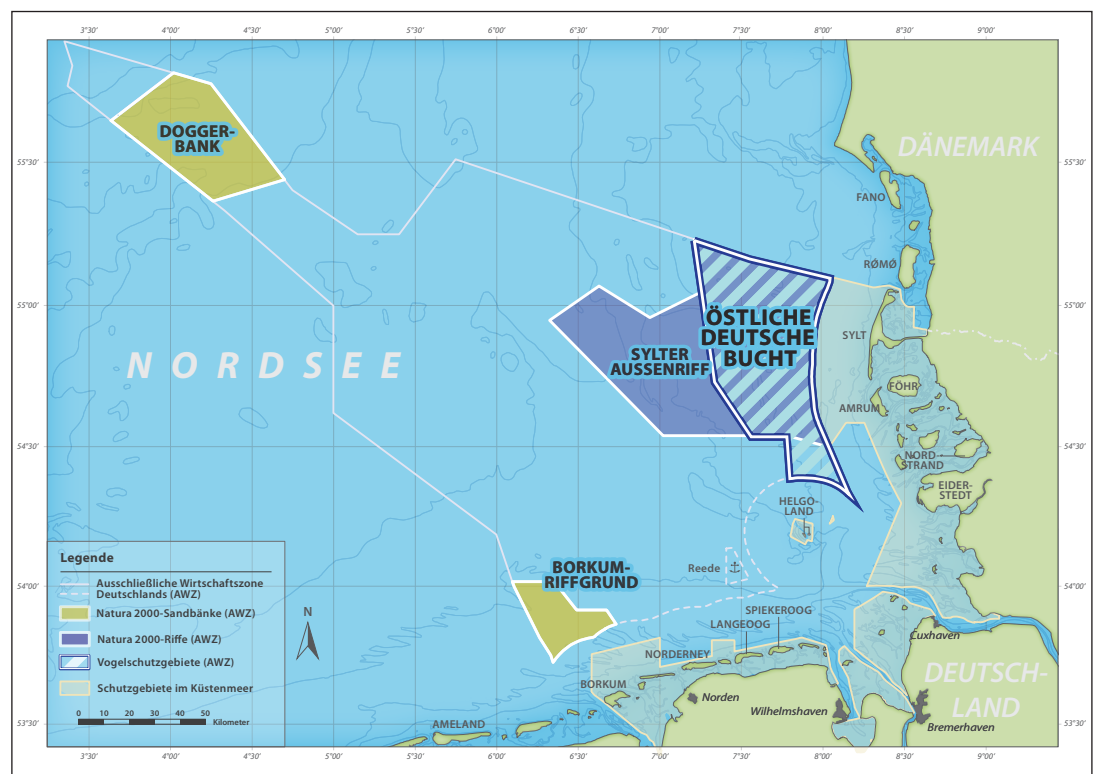 3°30' 4°00' 4°30' 5°00' 5°30' 6°00' 6°30' 7°00' 7°30' 8°00' 8°30' 9°00'
DOGGER-
BANK
DÄNEMARK
55°30' 55°30'
FANO
RØMØ
55°00' 55°00'
ÖSTLICHE
DEUTSCHE
BUCHT
SYLT
SYLTER
AUSSENRIFF
NORDSEE
FÖHR
AMRUM
54°30' 54°30'
NORD
STRAND
EIDER-
STEDT
HELGO-
LAND
Legende
Ausschließliche Wirtschaftszone
Deutschlands (AWZ)
Natura 2000-Sandbänke (AWZ)
Natura 2000-Riffe (AWZ)
Vogelschutzgebiete (AWZ)
Schutzgebiete im Küstenmeer
0 10 20 30 40 50 Kilometer
N
BORKUM-
RIFFGRUND
Reede
54°00' 54°00'
SPIEKEROOG
LANGEOOG
Cuxhaven
NORDERNEY
DEUTSCH-
LAND
BORKUM
Norden
Wilhelmshaven
Bremerhaven
AMELAND
53°30' 53°30'
3°30' 4°00' 4°30' 5°00' 5°30' 6°00' 6°30' 7°00' 7°30' 8°00' 8°30' 9°00'